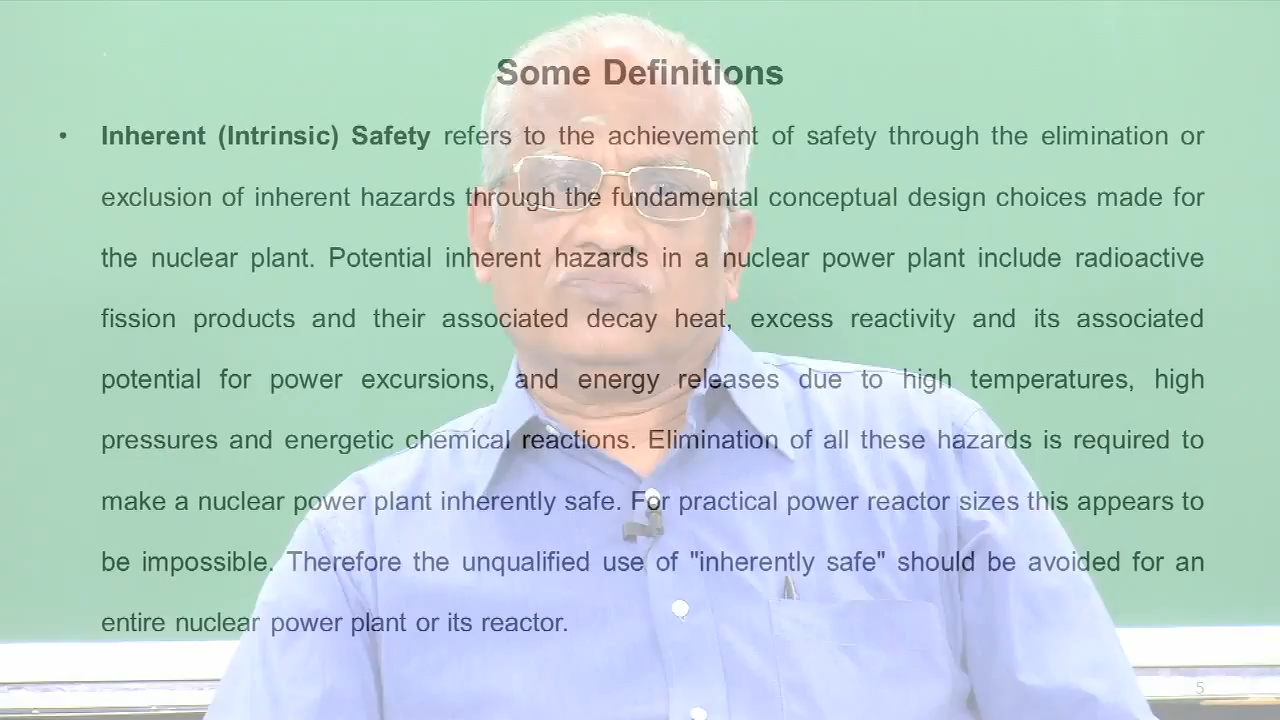 Some Definitions
• Inherent (Intrinsic) Safety refers to the achievement of safety through the elimination or
exclusion of inherent hazards through the fundamental conceptual design choices made for
the nuclear plant. Potential inherent hazards in a nuclear power plant include radioactive
fission products and their associated decay heat, excess reactivity and its associated
potential for power excursions, and energy releases due to high temperatures, high
pressures and energetic chemical reactions. Elimination of all these hazards is required to
make a nuclear power plant inherently safe. For practical power reactor sizes this appears to
be impossible. Therefore the unqualified use of "inherently safe" should be avoided for an
entire nuclear power plant or its reactor.
5